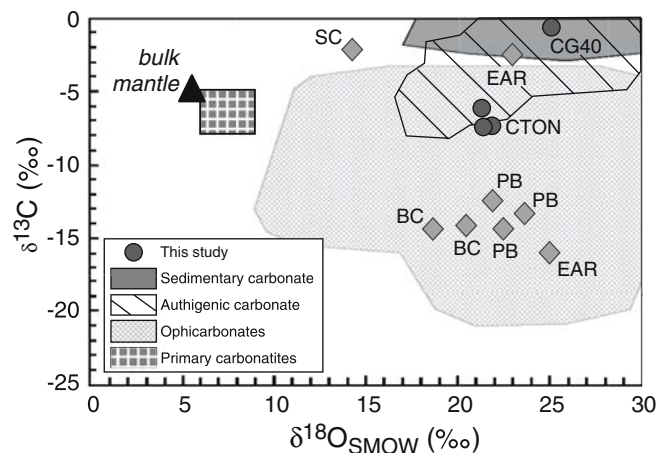 0
-5
-10
-15
-20
-25
δ13C (‰)
SC
CG40
bulk
mantle
EAR
CTON
PB
PB
BC
BC
PB
EAR
This study
Sedimentary carbonate
Authigenic carbonate
Ophicarbonates
Primary carbonatites
0 5 10 15 20 25 30
δ18OSMOW (‰)